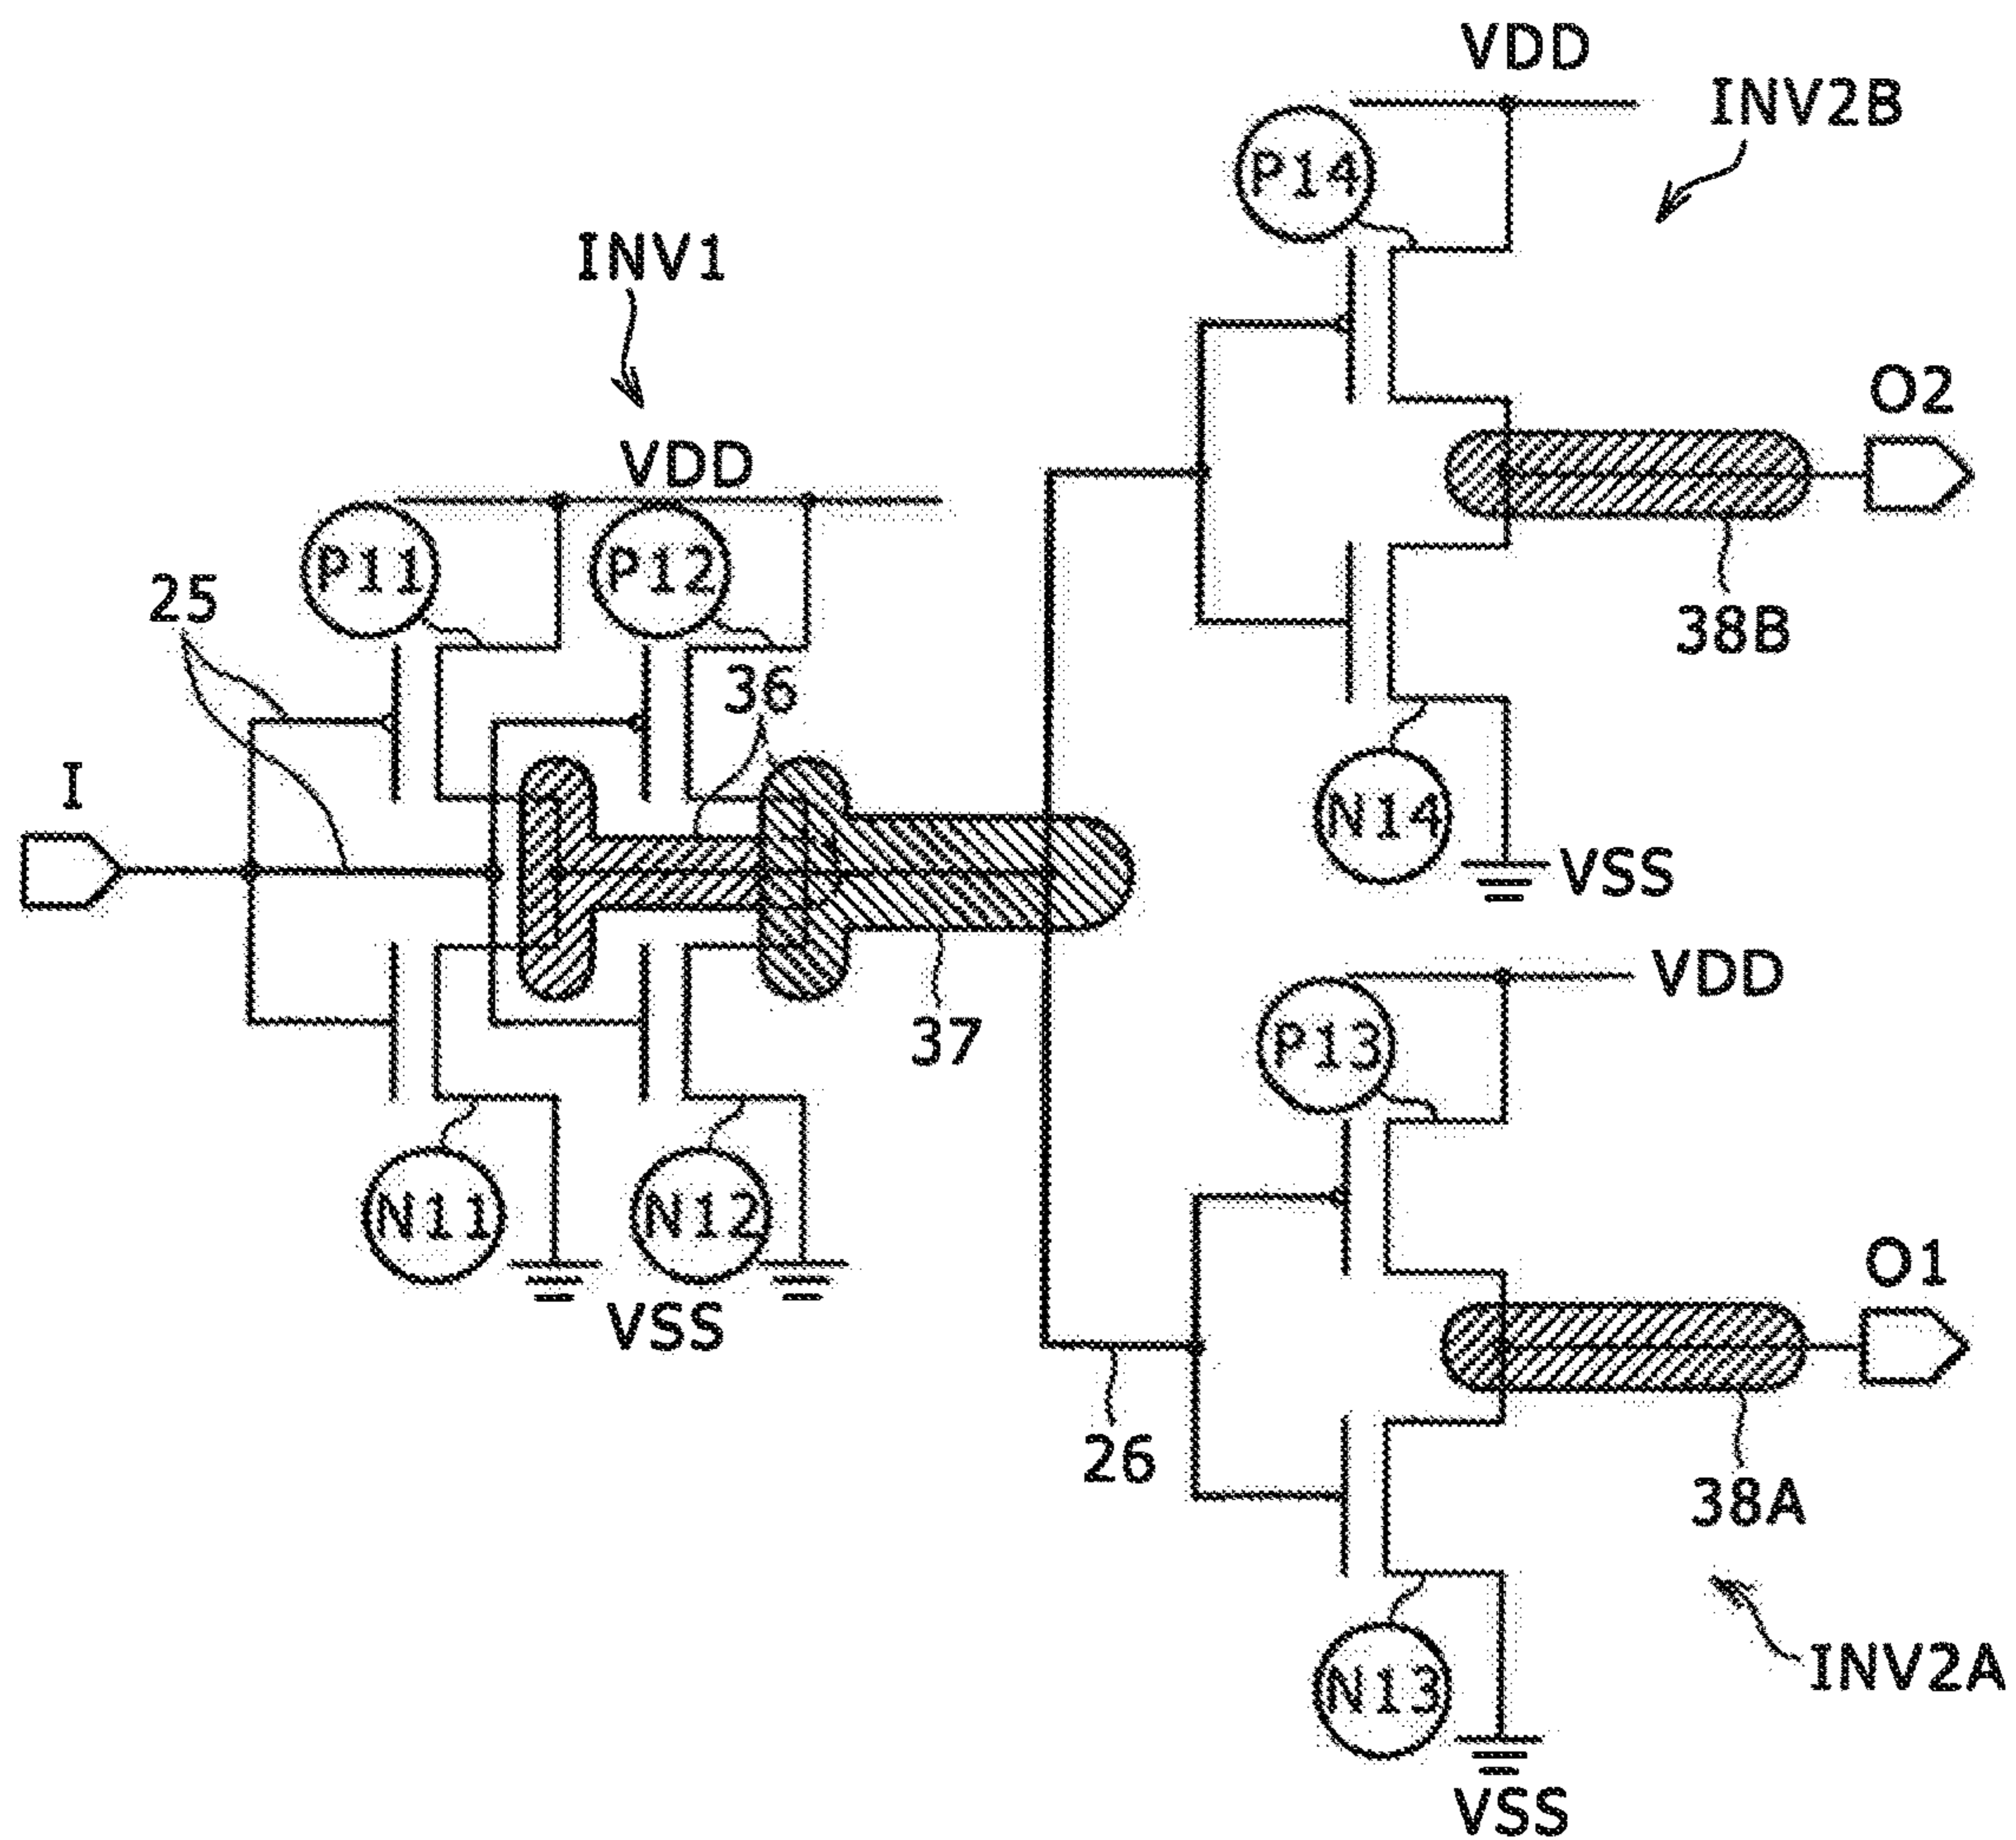 VDD
INV2B
P14
INV1
O2
VDD
P11
P12
25
38B
36
I
N14
VSS
VDD
37
P13
N11
N12
O1
VSS
26
38A
INV2A
N13
VSS